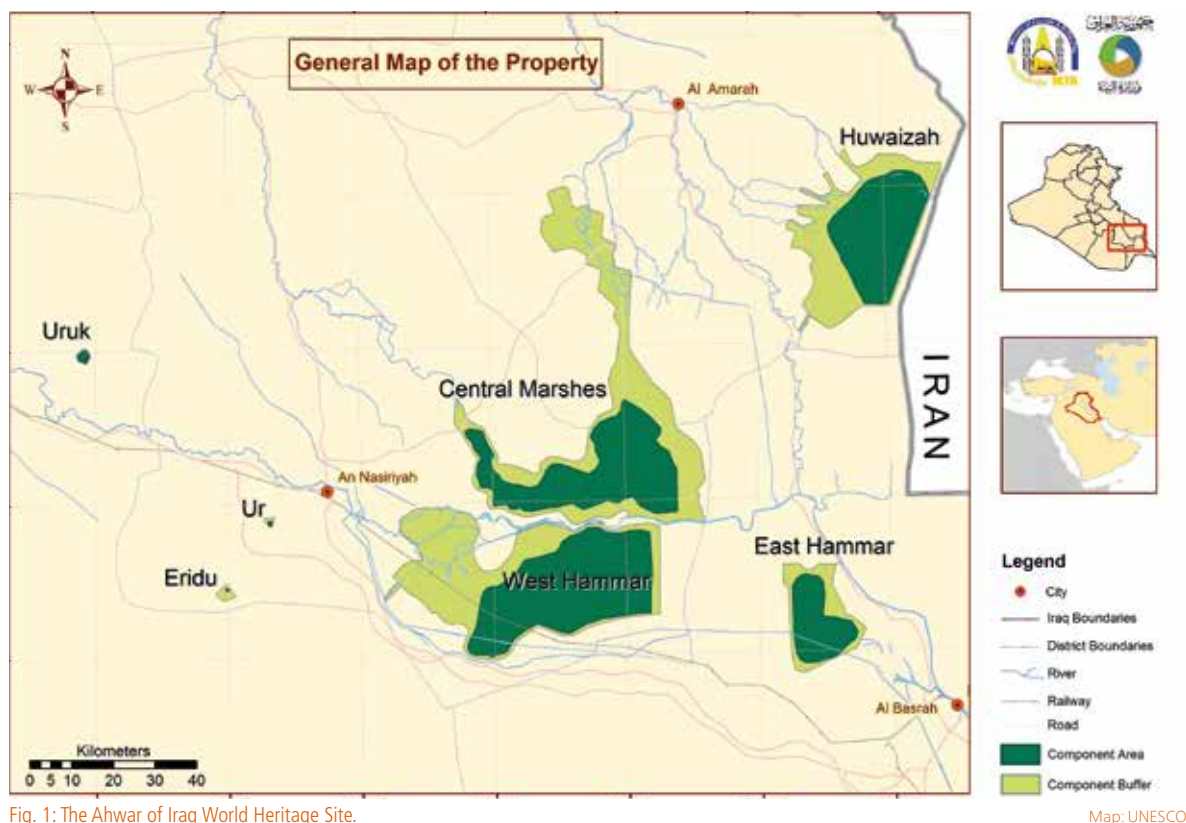 General Map of the Property
N
W
E
S
Al Amarah
Huwaizah
IRAN
Uruk
Central Marshes
An Nasiriyah
Ur
Eridu
West Hammar
East Hammar
Al Basrah
Kilometers
0 5 10 20 30 40
Legend
City
Iraq Boundaries
District Boundaries
River
Railway
Road
Component Area
Component Buffer
Fig. 1: The Ahwar of Iraq World Heritage Site.
Map: UNESCO